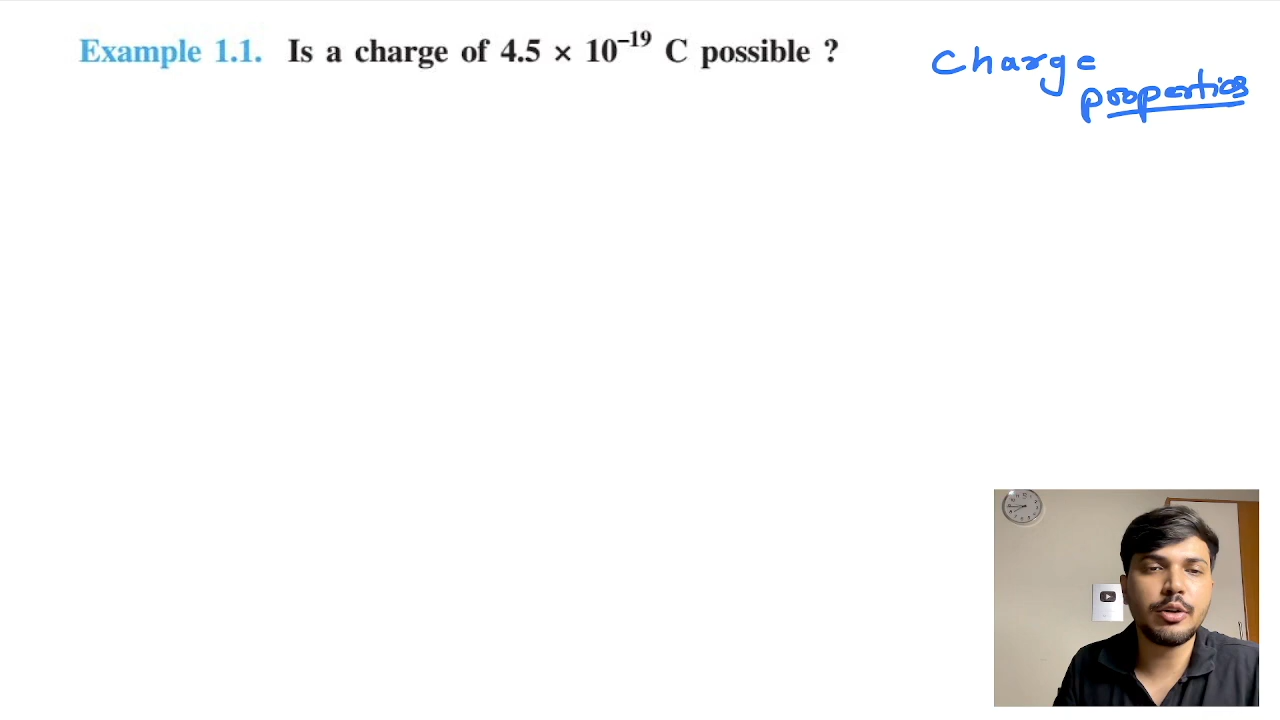 Example 1.1. Is a charge of 4.5 × 10⁻¹⁹ C possible ?
Charge
properties